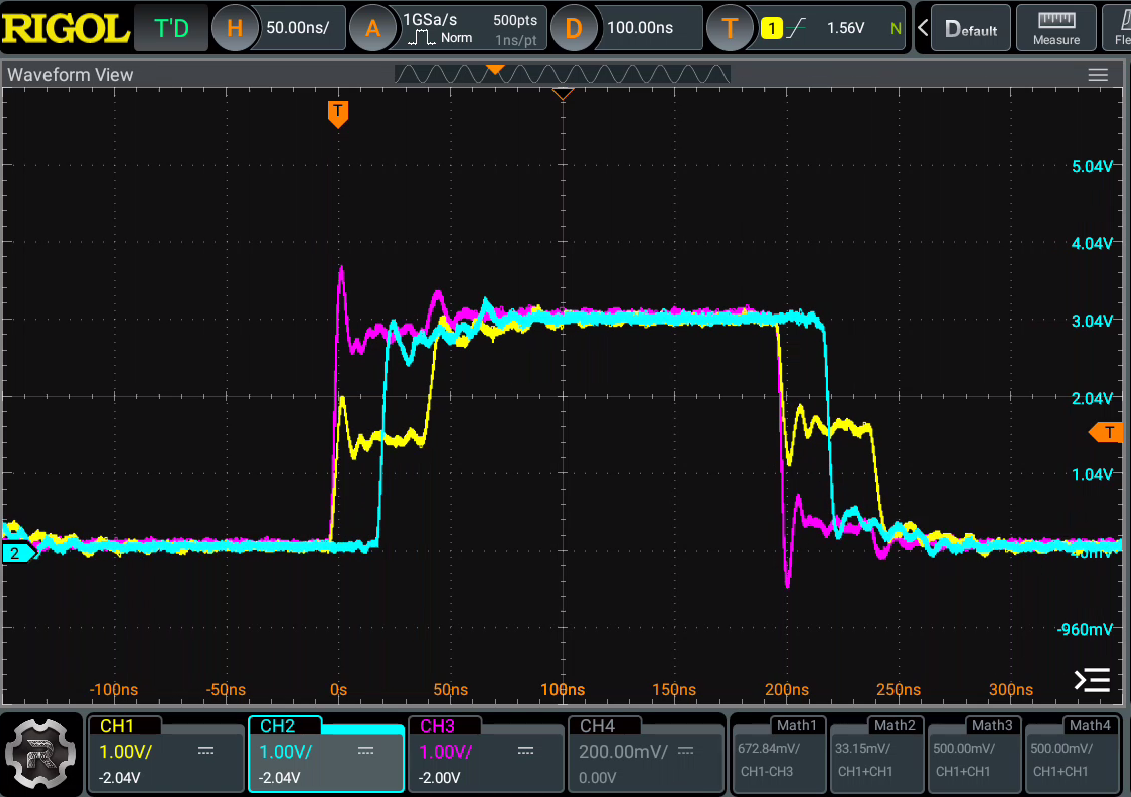 RIGOL T'D H 50.00ns/ A 1GSa/s Norm 500pts 1ns/pt D 100.00ns T 1 1.56V N Default Measure
Waveform View
T
5.04V
4.04V
3.04V
2.04V
T
1.04V
2
-960mV
-100ns -50ns 0s 50ns 100ns 150ns 200ns 250ns 300ns
CH1 CH2 CH3 CH4 Math1 Math2 Math3 Math4
1.00V/ 1.00V/ 1.00V/ 200.00mV/ 672.84mV/ 33.15mV/ 500.00mV/ 500.00mV/
-2.04V -2.04V -2.00V 0.00V CH1-CH3 CH1+CH1 CH1+CH1 CH1+CH1
R